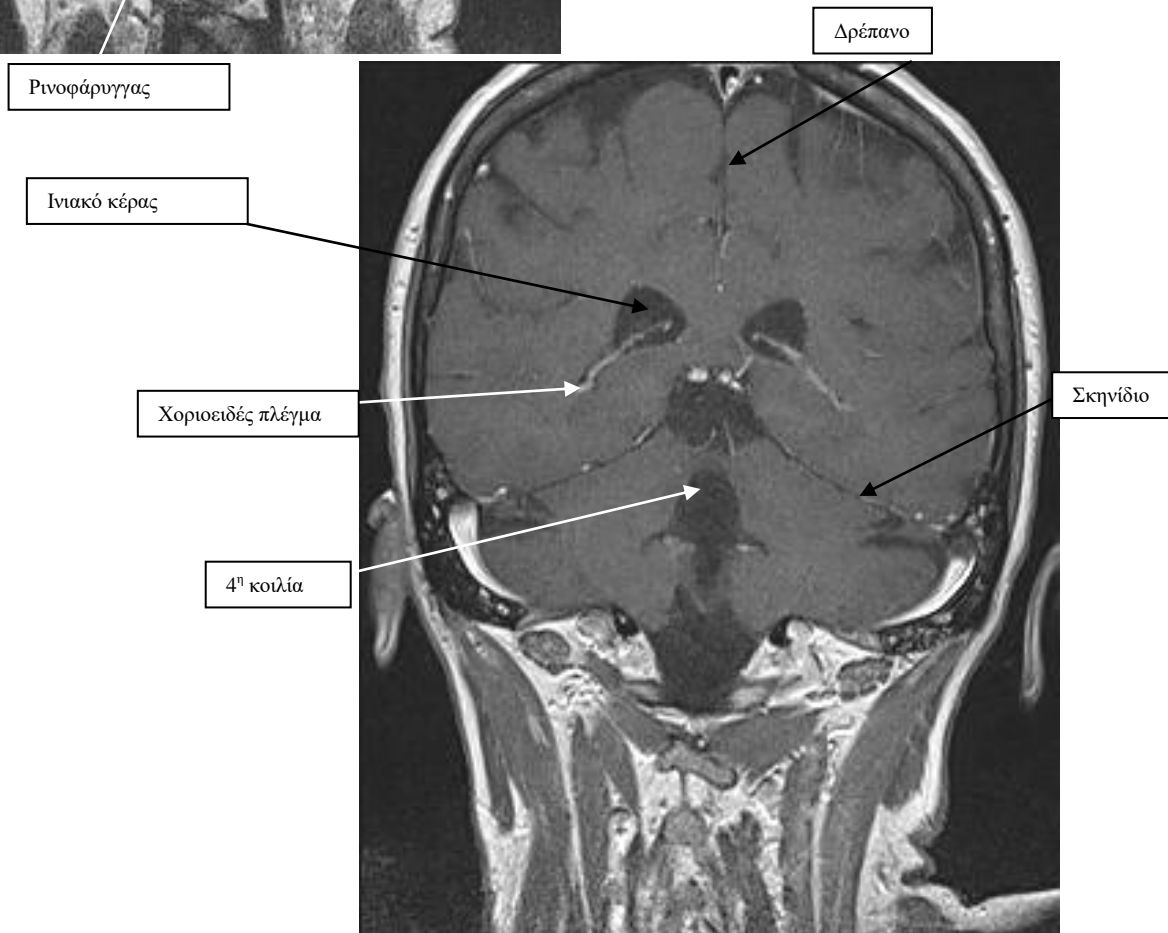 Δρέπανο
Ρινοφάρυγγας
Ινιακό κέρας
Χοριοειδές πλέγμα
Σκηνίδιο
4η κοιλία